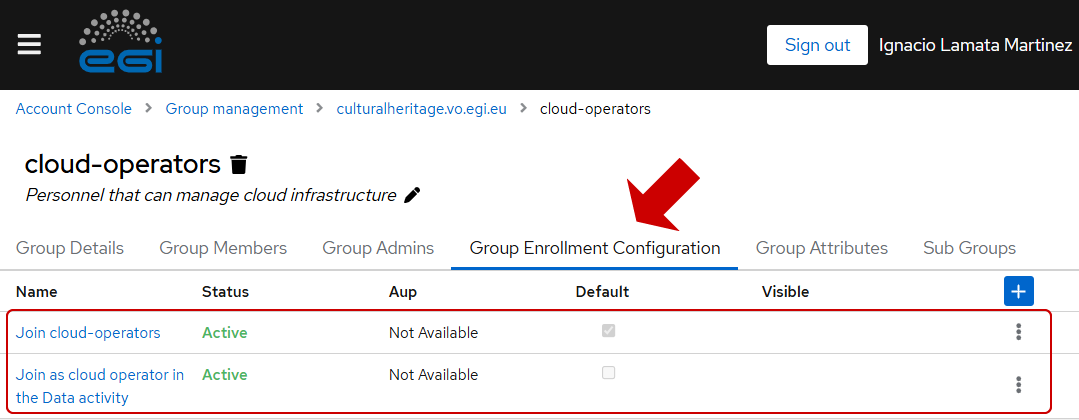 egi
Sign out Ignacio Lamata Martinez
Account Console > Group management > culturalheritage.vo.egi.eu > cloud-operators
cloud-operators
Personnel that can manage cloud infrastructure
Group Details Group Members Group Admins Group Enrollment Configuration Group Attributes Sub Groups
Name Status Aup Default Visible +
Join cloud-operators Active Not Available
Join as cloud operator in Active Not Available
the Data activity